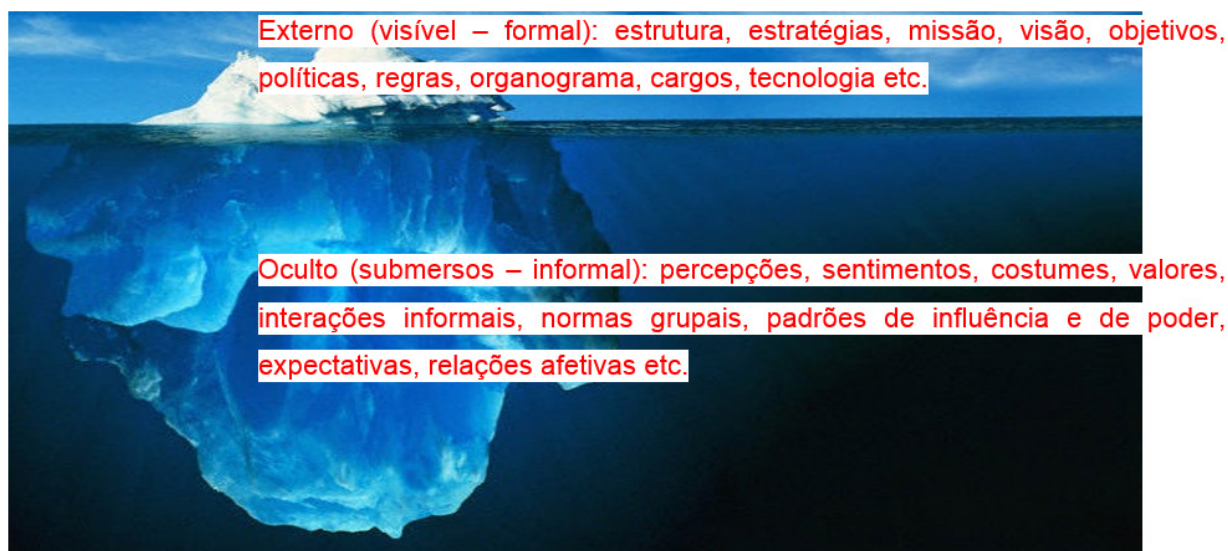 Externo (visível – formal): estrutura, estratégias, missão, visão, objetivos,
políticas, regras, organograma, cargos, tecnologia etc.
Oculto (submersos – informal): percepções, sentimentos, costumes, valores,
interações informais, normas grupais, padrões de influência e de poder,
expectativas, relações afetivas etc.